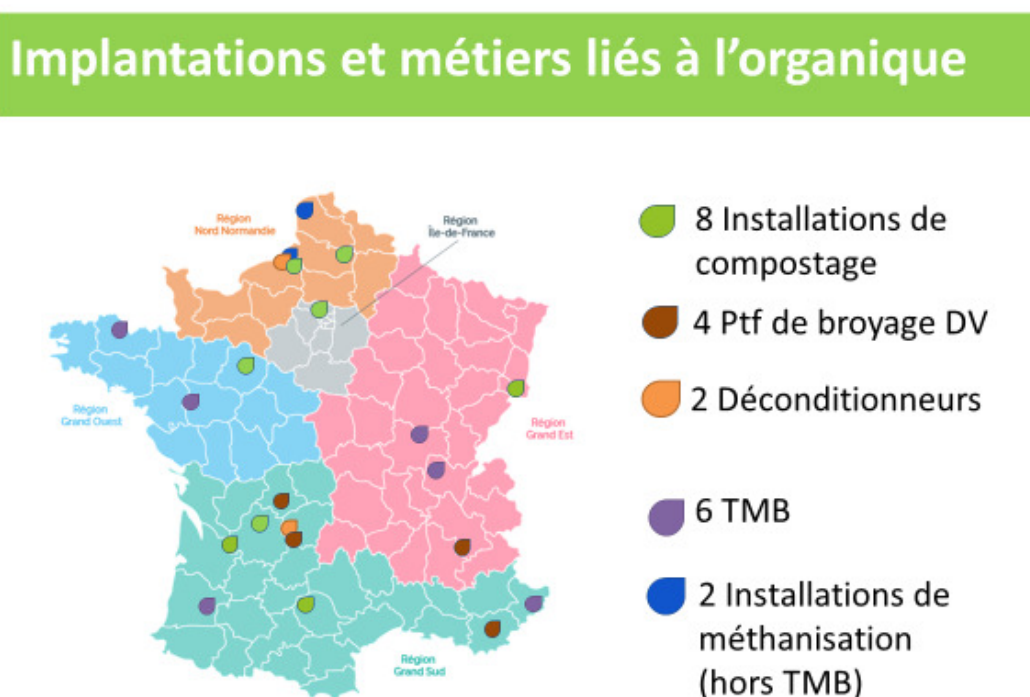 Implantations et métiers liés à l'organique
Région
Nord Normandie
Région
Île-de-France
Région
Grand Ouest
Région
Grand Est
Région
Grand Sud
8 Installations de
compostage
4 Ptf de broyage DV
2 Déconditionneurs
6 TMB
2 Installations de
méthanisation
(hors TMB)